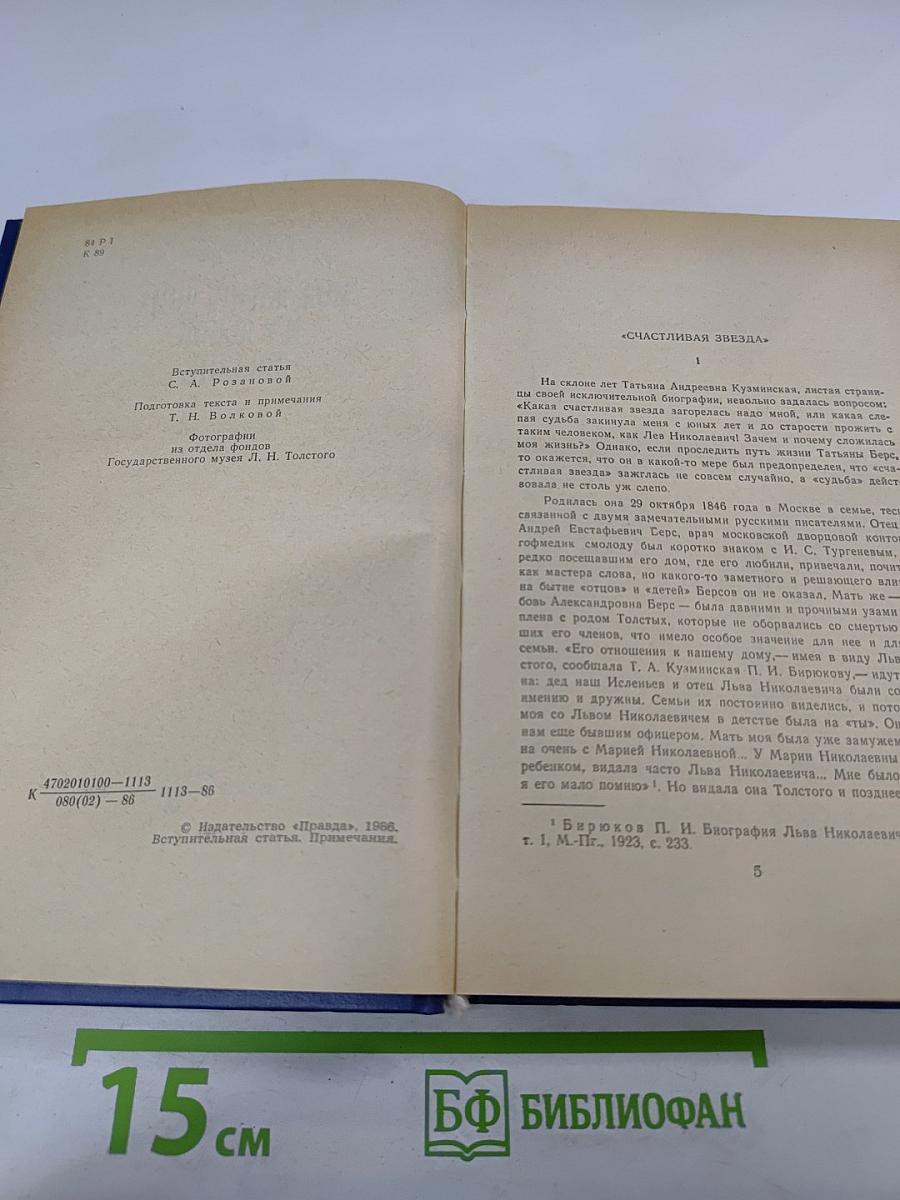 84 Р 1
К 89
Вступительная статья
С. А. Розановой
Подготовка текста и примечания
Т. Н. Волковой
Фотографии
из отдела фондов
Государственного музея Л. Н. Толстого
К 4702010100—1113 1113—86
080(02) — 86
© Издательство «Правда», 1986.
Вступительная статья. Примечания.
«СЧАСТЛИВАЯ ЗВЕЗДА»
1
На склоне лет Татьяна Андреевна Кузминская, листая страни-
цы своей исключительной биографии, невольно задалась вопросом:
«Какая счастливая звезда загорелась надо мной, или какая сле-
пая судьба закинула меня с юных лет и до старости прожить с
таким человеком, как Лев Николаевич! Зачем и почему сложилась
моя жизнь?» Однако, если проследить путь жизни Татьяны Берс,
то окажется, что он в какой-то мере был предопределен, что «сча-
стливая звезда» зажглась не совсем случайно, а «судьба» дейст
вовала не столь уж слепо.
Родилась она 29 октября 1846 года в Москве в семье, тес
связанной с двумя замечательными русскими писателями. Отец
Андрей Евстафьевич Берс, врач московской дворцовой контор
гофмедик смолоду был коротко знаком с И. С. Тургеневым,
редко посещавшим его дом, где его любили, привечали, почит
как мастера слова, но какого-то заметного и решающего вли
на бытие «отцов» и «детей» Берсов он не оказал. Мать же —
бовь Александровна Берс — была давними и прочными узами
плена с родом Толстых, которые не оборвались со смертью
ших его членов, что имело особое значение для нее и дл
семьи. «Его отношения к нашему дому,— имея в виду Льв
стого, сообщала Т. А. Кузминская П. И. Бирюкову,— идут
на: дед наш Исленьев и отец Льва Николаевича были со
имению и дружны. Семьи их постоянно виделись, и пото
моя со Львом Николаевичем в детстве была на «ты». Он
нам еще бывшим офицером. Мать моя была уже замужем
на очень с Марией Николаевной... У Марии Николаевны
ребенком, видала часто Льва Николаевича... Мне было
я его мало помню» ¹. Но видала она Толстого и позднее
¹ Бирюков П. И. Биография Льва Николаевич
т. 1, М.-Пг., 1923, с. 233.
5
15 см
БФ БИБЛИОФАН